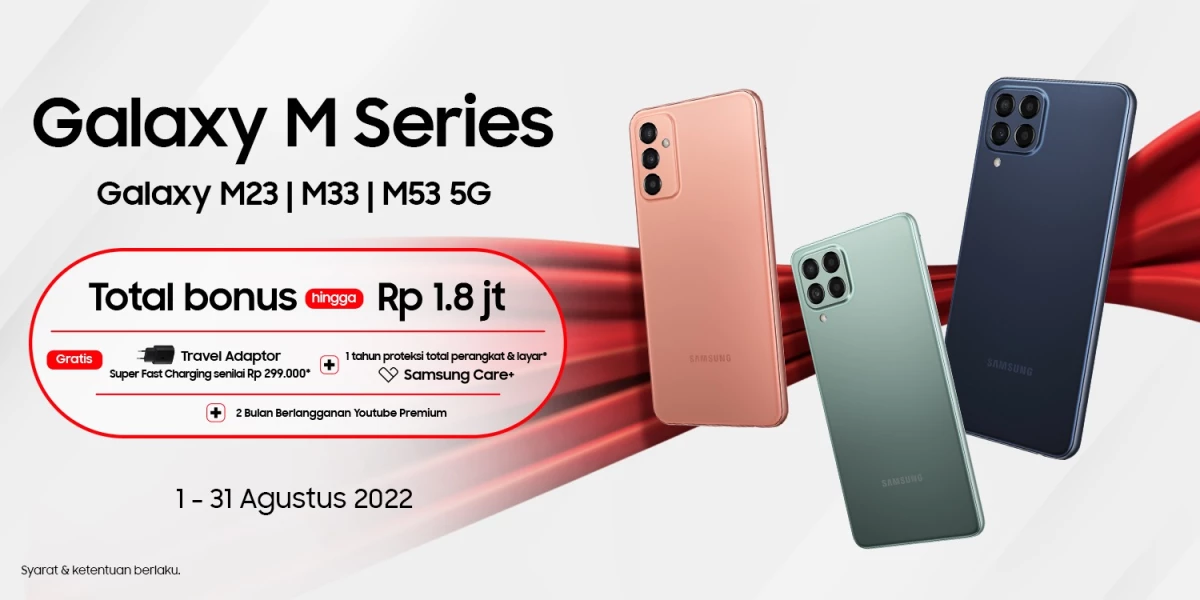 Galaxy M Series
Galaxy M23 | M33 | M53 5G
Total bonus hingga Rp 1.8 jt
Gratis
Travel Adaptor
Super Fast Charging senilai Rp 299.000*
+
1 tahun proteksi total perangkat & layar*
Samsung Care+
+ 2 Bulan Berlangganan Youtube Premium
1 - 31 Agustus 2022
Syarat & ketentuan berlaku.
SAMSUNG
SAMSUNG
SAMSUNG